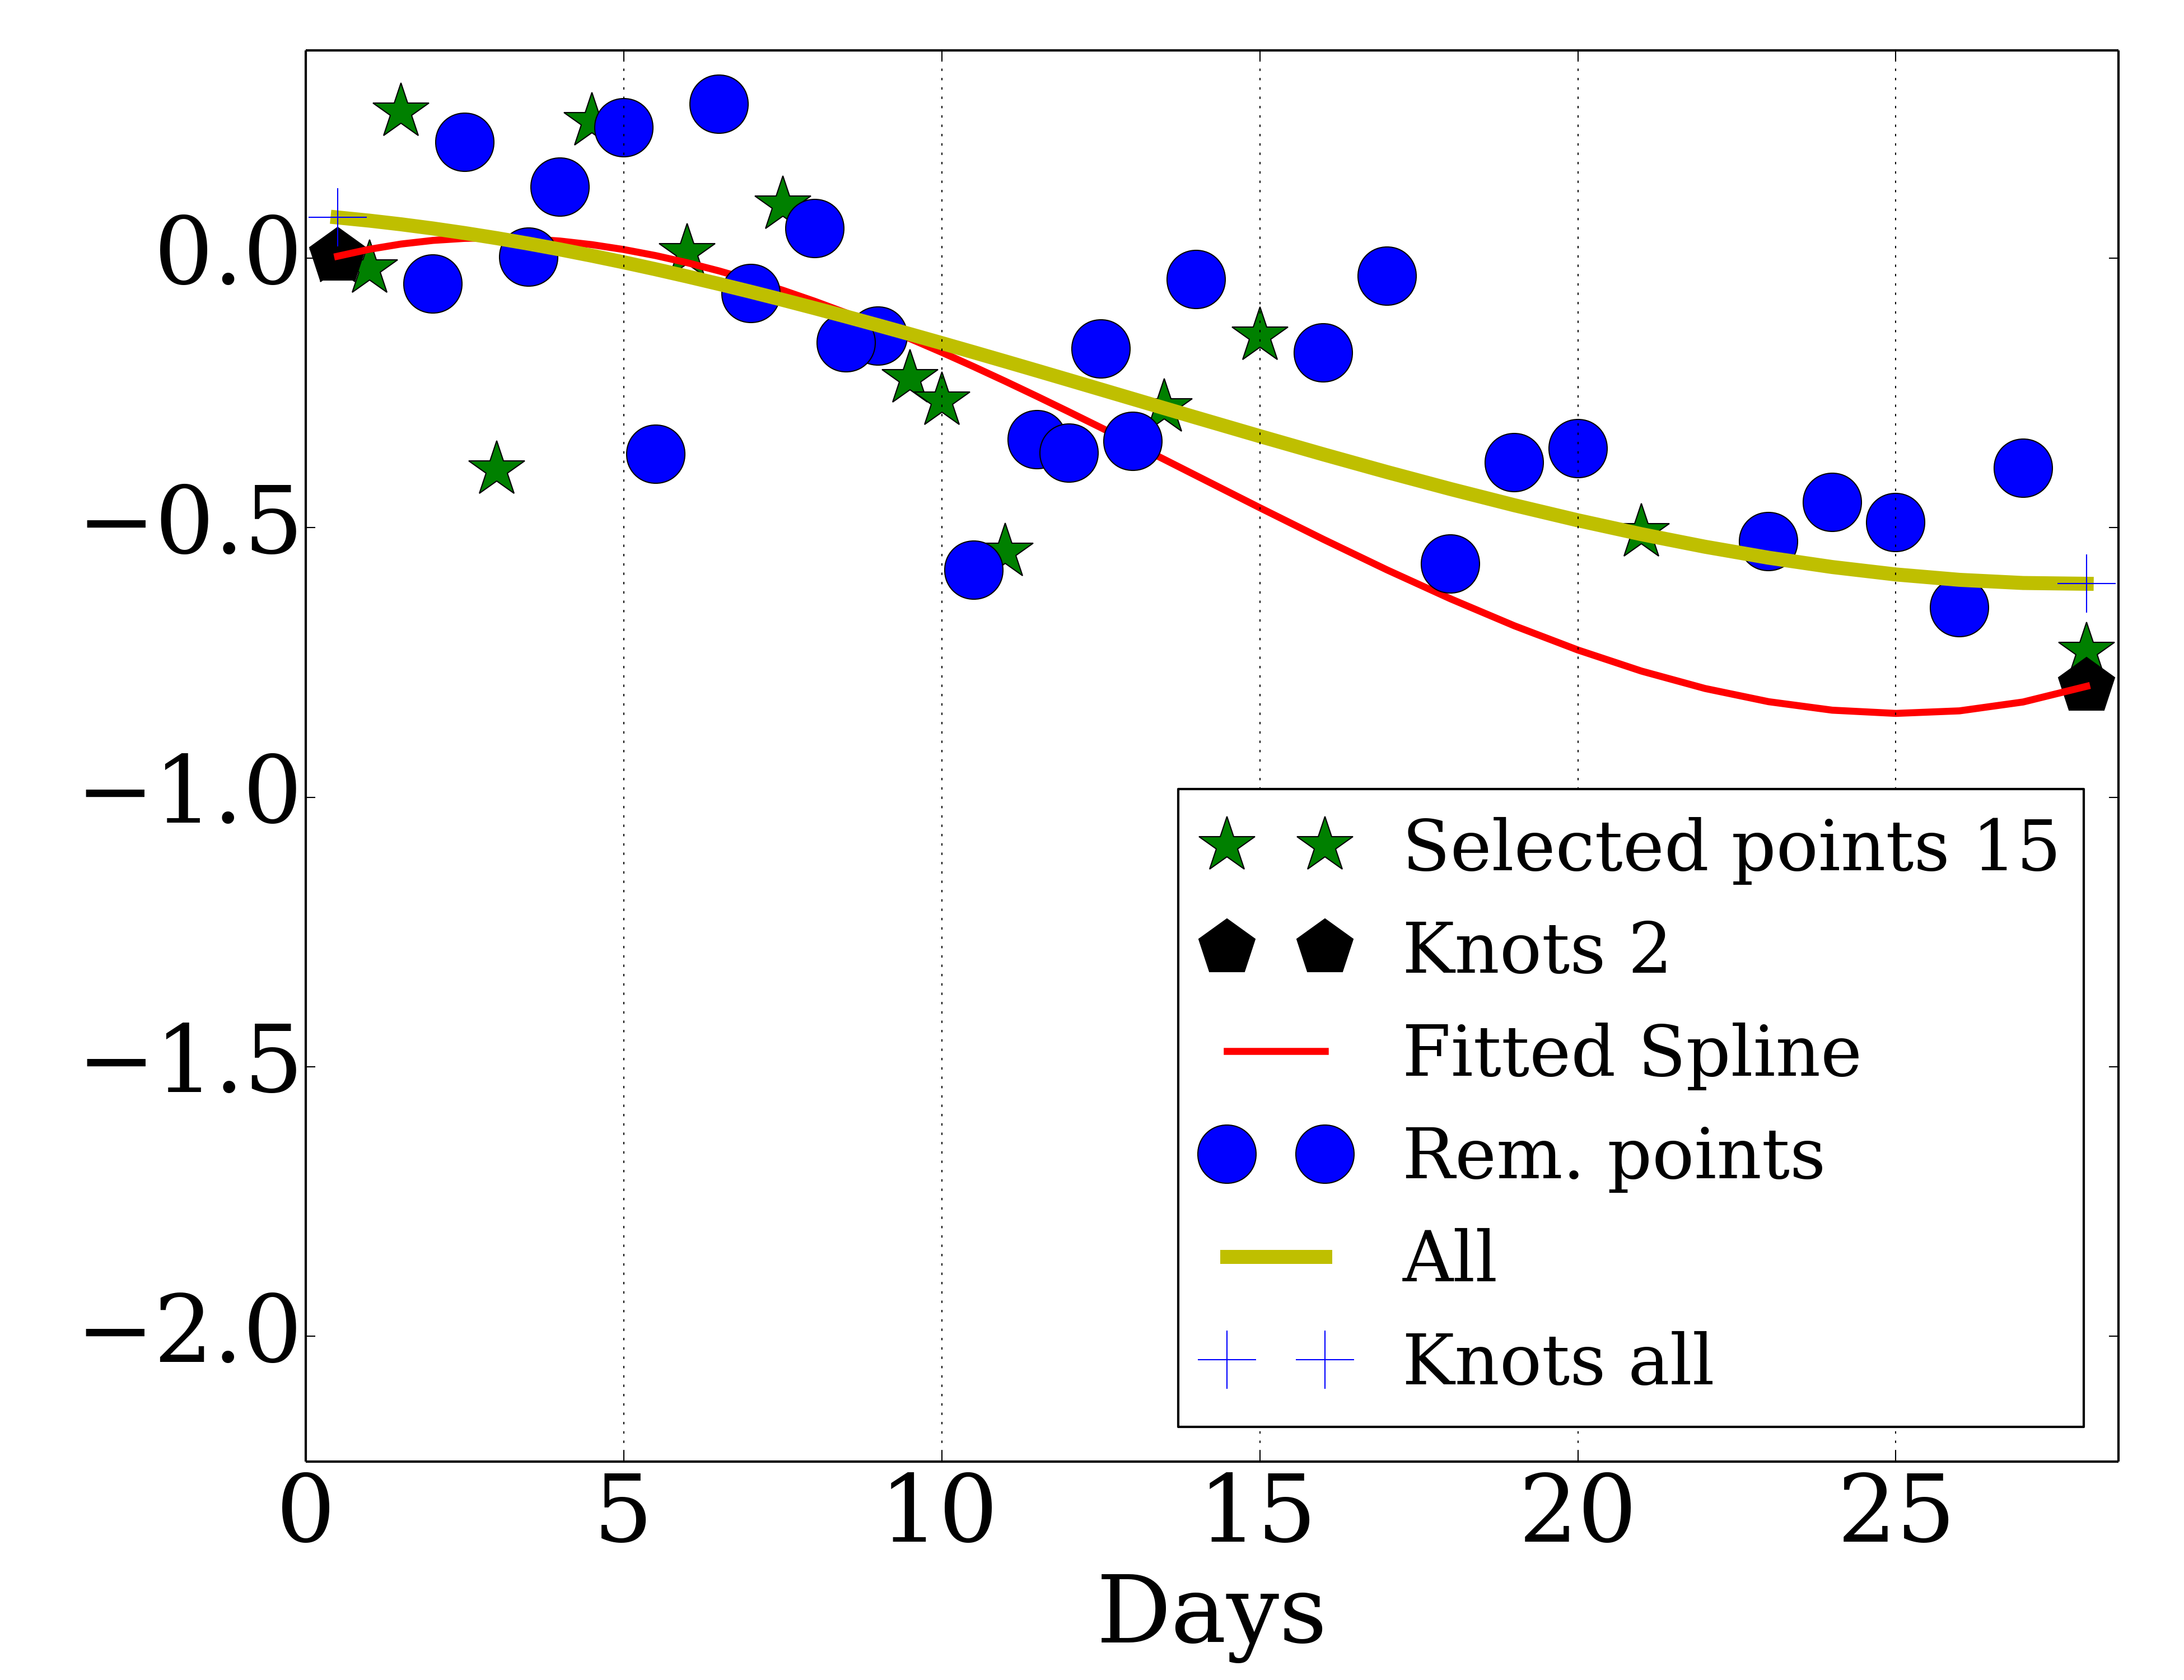 0.0
−0.5
−1.0
−1.5
−2.0
Selected points 15
Knots 2
Fitted Spline
Rem. points
All
Knots all
0 5 10 15 20 25
Days